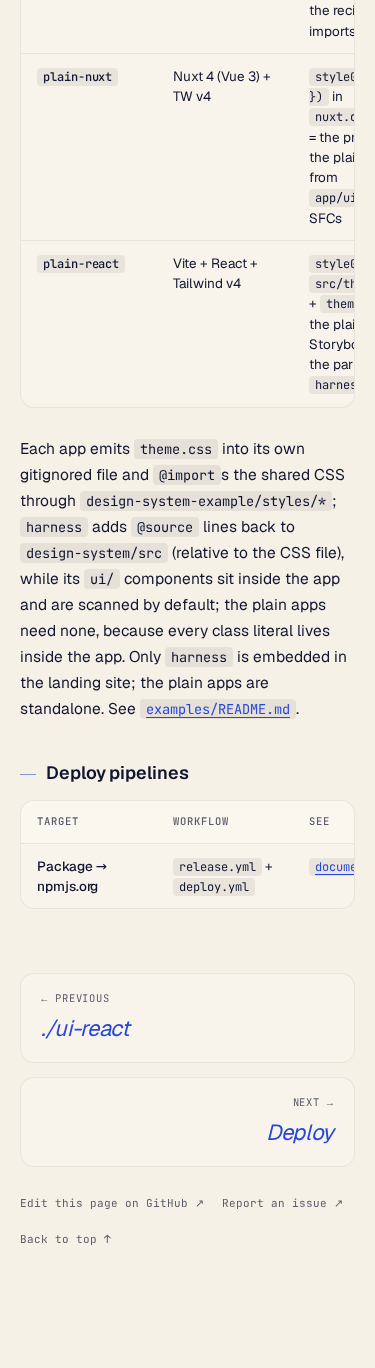 the reci
imports
plain-nuxt
Nuxt 4 (Vue 3) +
TW v4
style
}) in
nuxt.
= the pr
the plai
from
app/ui
SFCs
plain-react
Vite + React +
Tailwind v4
style
src/th
+ them
the plai
Storybo
the par
harnes
Each app emits theme.css into its own
gitignored file and @imports the shared CSS
through design-system-example/styles/*;
harness adds @source lines back to
design-system/src (relative to the CSS file),
while its ui/ components sit inside the app
and are scanned by default; the plain apps
need none, because every class literal lives
inside the app. Only harness is embedded in
the landing site; the plain apps are
standalone. See examples/README.md.
— Deploy pipelines
TARGET WORKFLOW SEE
Package →
npmjs.org
release.yml +
deploy.yml
docume
← PREVIOUS
./ui-react
NEXT →
Deploy
Edit this page on GitHub ↗ Report an issue ↗
Back to top ↑